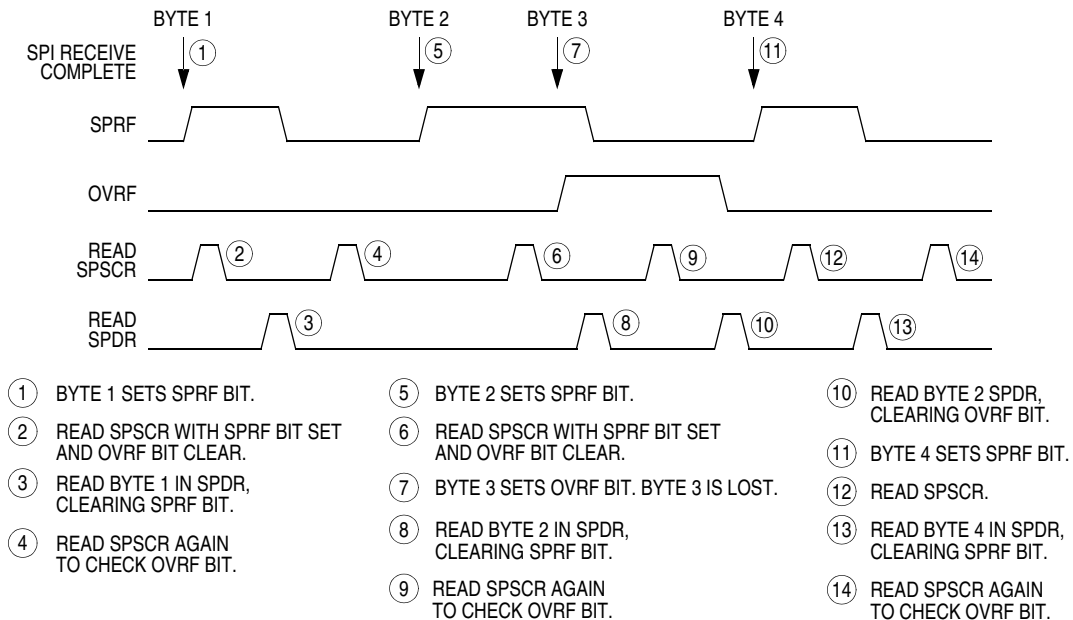 BYTE 1
BYTE 2
BYTE 3
BYTE 4
SPI RECEIVE
COMPLETE
1
5
7
11
SPRF
OVRF
READ
SPSCR
2
4
6
9
12
14
READ
SPDR
3
8
10
13
1 BYTE 1 SETS SPRF BIT.
2 READ SPSCR WITH SPRF BIT SET
AND OVRF BIT CLEAR.
3 READ BYTE 1 IN SPDR,
CLEARING SPRF BIT.
4 READ SPSCR AGAIN
TO CHECK OVRF BIT.
5 BYTE 2 SETS SPRF BIT.
6 READ SPSCR WITH SPRF BIT SET
AND OVRF BIT CLEAR.
7 BYTE 3 SETS OVRF BIT. BYTE 3 IS LOST.
8 READ BYTE 2 IN SPDR,
CLEARING SPRF BIT.
9 READ SPSCR AGAIN
TO CHECK OVRF BIT.
10 READ BYTE 2 SPDR,
CLEARING OVRF BIT.
11 BYTE 4 SETS SPRF BIT.
12 READ SPSCR.
13 READ BYTE 4 IN SPDR,
CLEARING SPRF BIT.
14 READ SPSCR AGAIN
TO CHECK OVRF BIT.